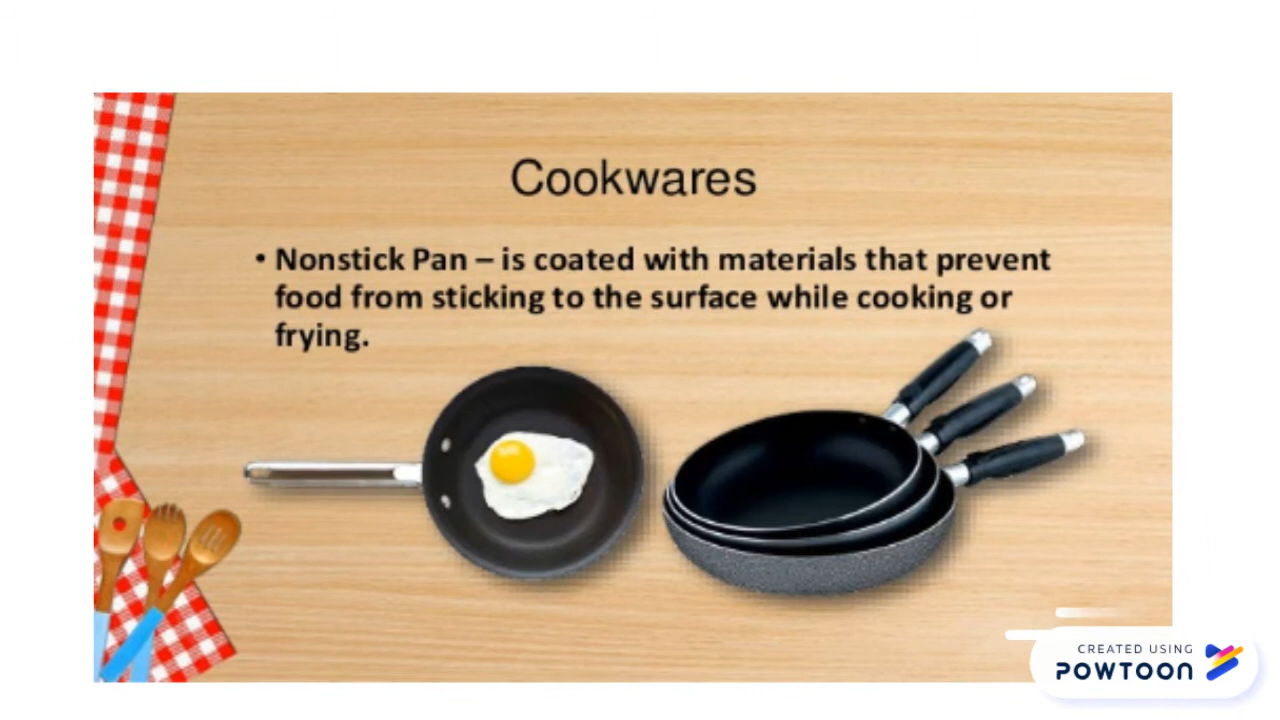 Cookwares
• Nonstick Pan – is coated with materials that prevent
food from sticking to the surface while cooking or
frying.
CREATED USING
POWTOON